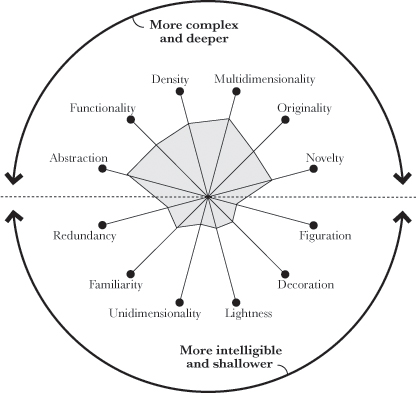 More complex
and deeper
Density
Multidimensionality
Functionality
Originality
Abstraction
Novelty
Redundancy
Figuration
Familiarity
Decoration
Unidimensionality
Lightness
More intelligible
and shallower